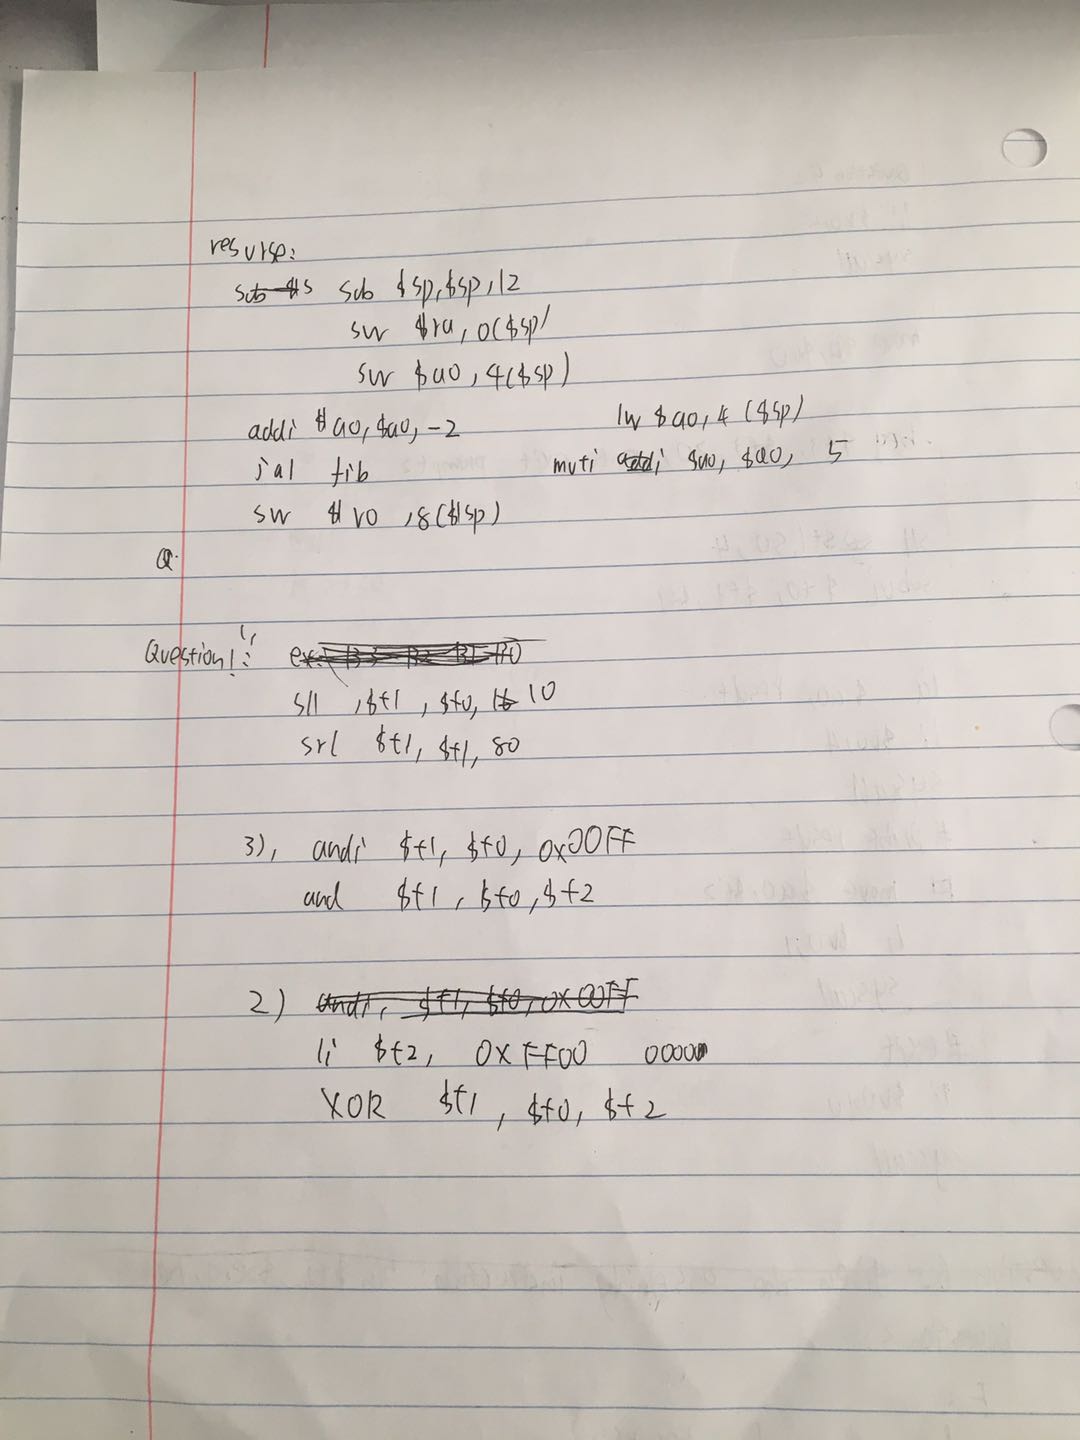 resurse:
sub $s sub $sp,$sp,12
sw $ra, 0($sp)
sw $a0, 4($sp)
addi $a0, $a0, -2
jal fib
sw $v0, 8($sp)
lw $a0, 4($sp)
muti addi $a0, $a0, 5
Q.
Question 1:
sll ,$t1, $t0, 16 10
srl $t1, $t1, 80
3), andi $t1, $t0, 0x00FF
and $t1, $t0, $t2
2) andi, $t1, $t0, 0x00FF
li $t2, 0xFF00 0000
XOR $t1, $t0, $t2